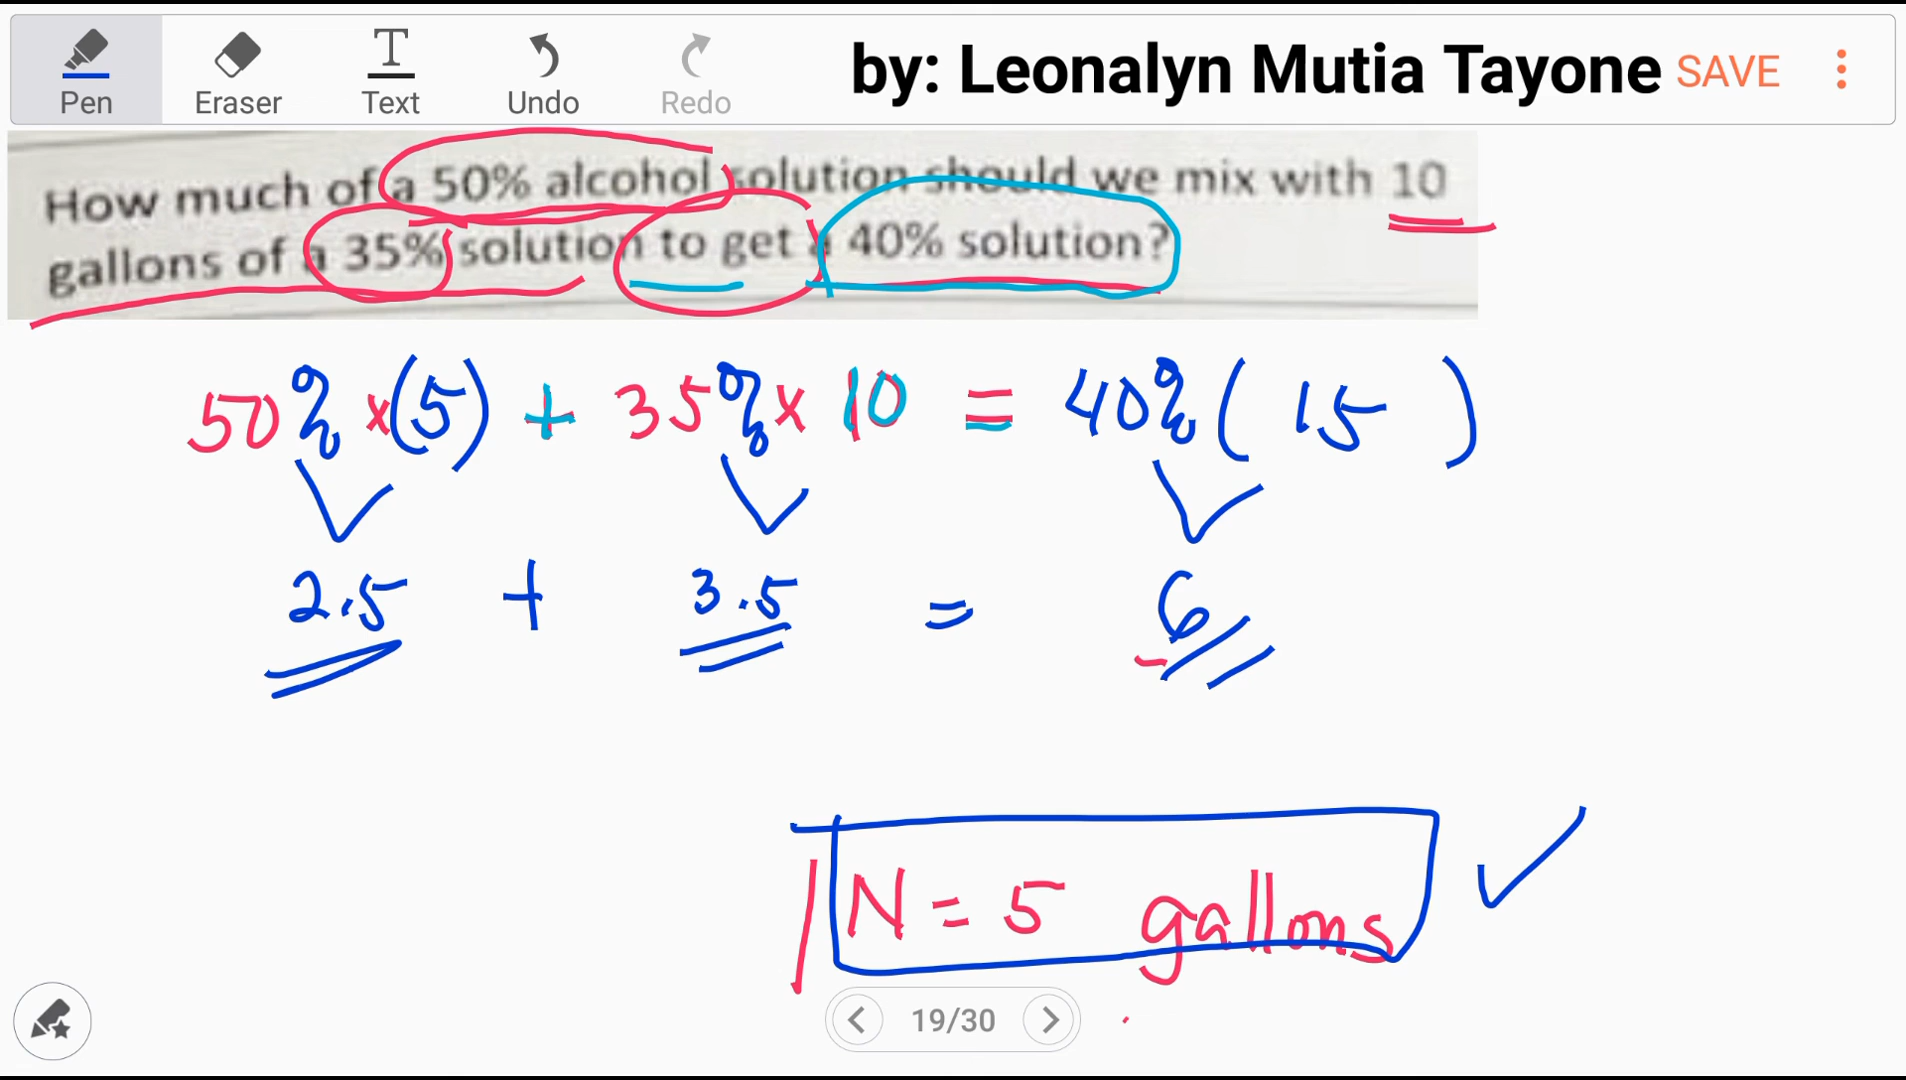 Pen Eraser Text Undo Redo by: Leonalyn Mutia Tayone SAVE
How much of a 50% alcohol solution should we mix with 10
gallons of a 35% solution to get a 40% solution?
50% x (5) + 35% x 10 = 40% ( 15 )
2.5 + 3.5 = 6
N = 5 gallons
19/30